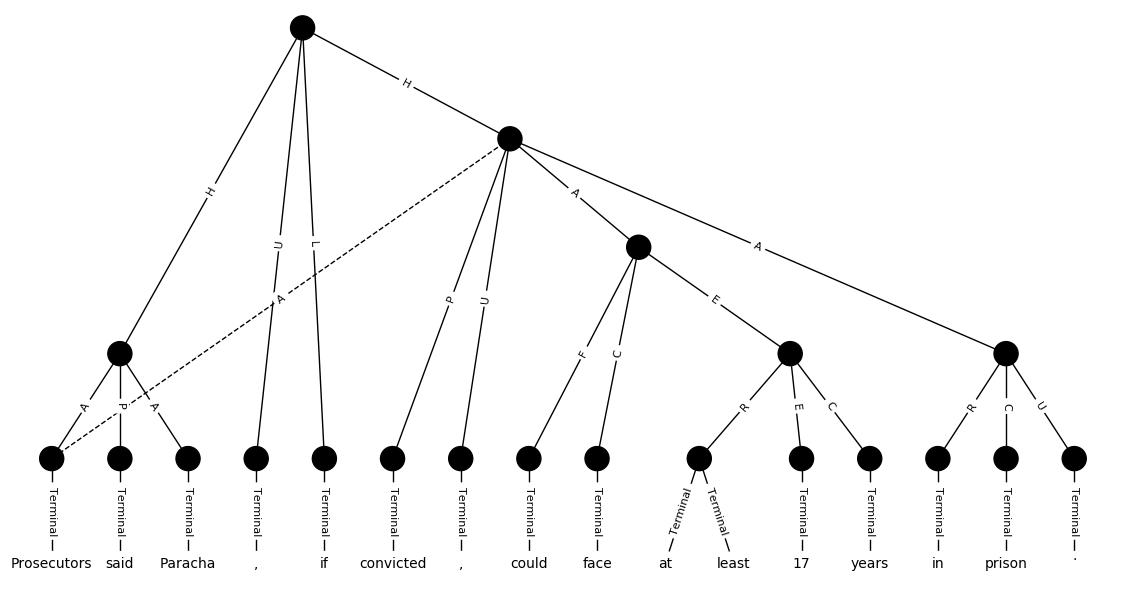 H
H
A
H
U
L
A
A
E
P
U
F
C
A
P
A
R
E
C
R
C
U
Terminal Terminal Terminal Terminal Terminal Terminal Terminal Terminal Terminal Terminal Terminal Terminal Terminal Terminal Terminal Terminal
Prosecutors said Paracha , if convicted , could face at least 17 years in prison .